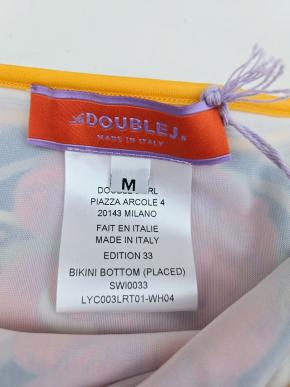 La DOUBLEJ.
MADE IN ITALY
M
PIAZZA ARCOLE 4
20143 MILANO
FAIT EN ITALIE
MADE IN ITALY
EDITION 33
BIKINI BOTTOM (PLACED)
SWI0033
LYC003LRT01-WH04